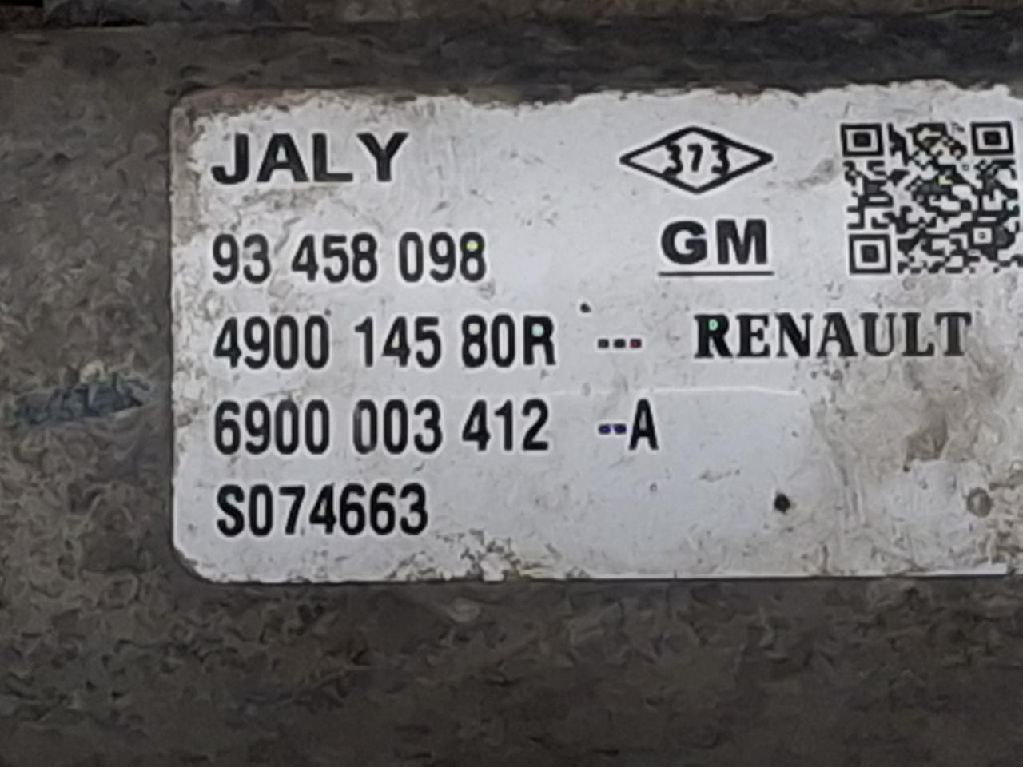 JALY
373
93 458 098
GM
4900 145 80R --- RENAULT
6900 003 412 --A
S074663